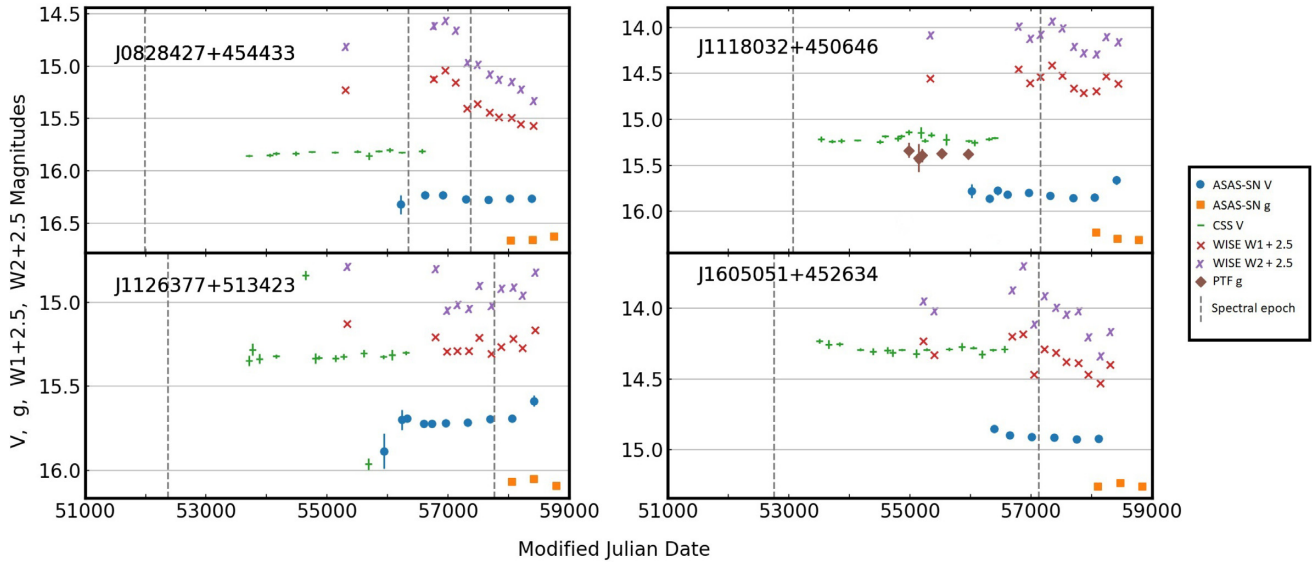 V, g, W1+2.5, W2+2.5 Magnitudes
14.5
15.0
15.5
16.0
16.5
J0828427+454433
14.0
14.5
15.0
15.5
16.0
J1118032+450646
15.0
15.5
16.0
J1126377+513423
14.0
14.5
15.0
J1605051+452634
51000 53000 55000 57000 59000
51000 53000 55000 57000 59000
Modified Julian Date
ASAS-SN V
ASAS-SN g
CSS V
WISE W1 + 2.5
WISE W2 + 2.5
PTF g
Spectral epoch